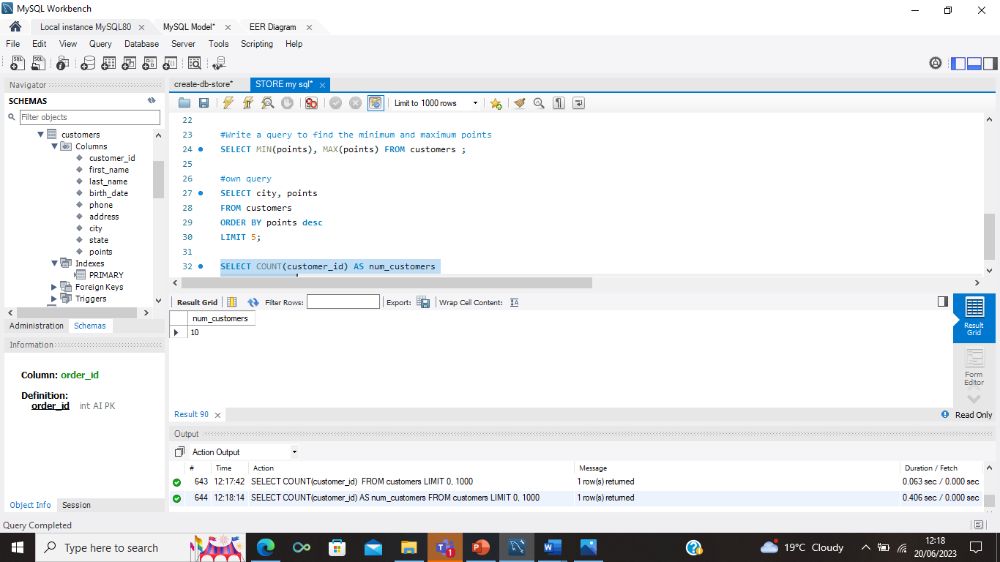 MySQL Workbench
Local instance MySQL80
MySQL Model*
EER Diagram
File Edit View Query Database Server Tools Scripting Help
Navigator
SCHEMAS
Filter objects
customers
Columns
customer_id
first_name
last_name
birth_date
phone
address
city
state
points
Indexes
PRIMARY
Foreign Keys
Triggers
Administration Schemas
Information
Column: order_id
Definition:
order_id int AI PK
Object Info Session
create-db-store*
STORE my sql*
Limit to 1000 rows
22
23 #Write a query to find the minimum and maximum points
24 SELECT MIN(points), MAX(points) FROM customers ;
25
26 #own query
27 SELECT city, points
28 FROM customers
29 ORDER BY points desc
30 LIMIT 5;
31
32 SELECT COUNT(customer_id) AS num_customers
Result Grid Filter Rows: Export: Wrap Cell Content:
num_customers
10
Result Grid
Form Editor
Result 90
Read Only
Output
Action Output
# Time Action Message Duration / Fetch
643 12:17:42 SELECT COUNT(customer_id) FROM customers LIMIT 0, 1000 1 row(s) returned 0.063 sec / 0.000 sec
644 12:18:14 SELECT COUNT(customer_id) AS num_customers FROM customers LIMIT 0, 1000 1 row(s) returned 0.406 sec / 0.000 sec
Query Completed
Type here to search
19°C Cloudy
12:18
20/06/2023